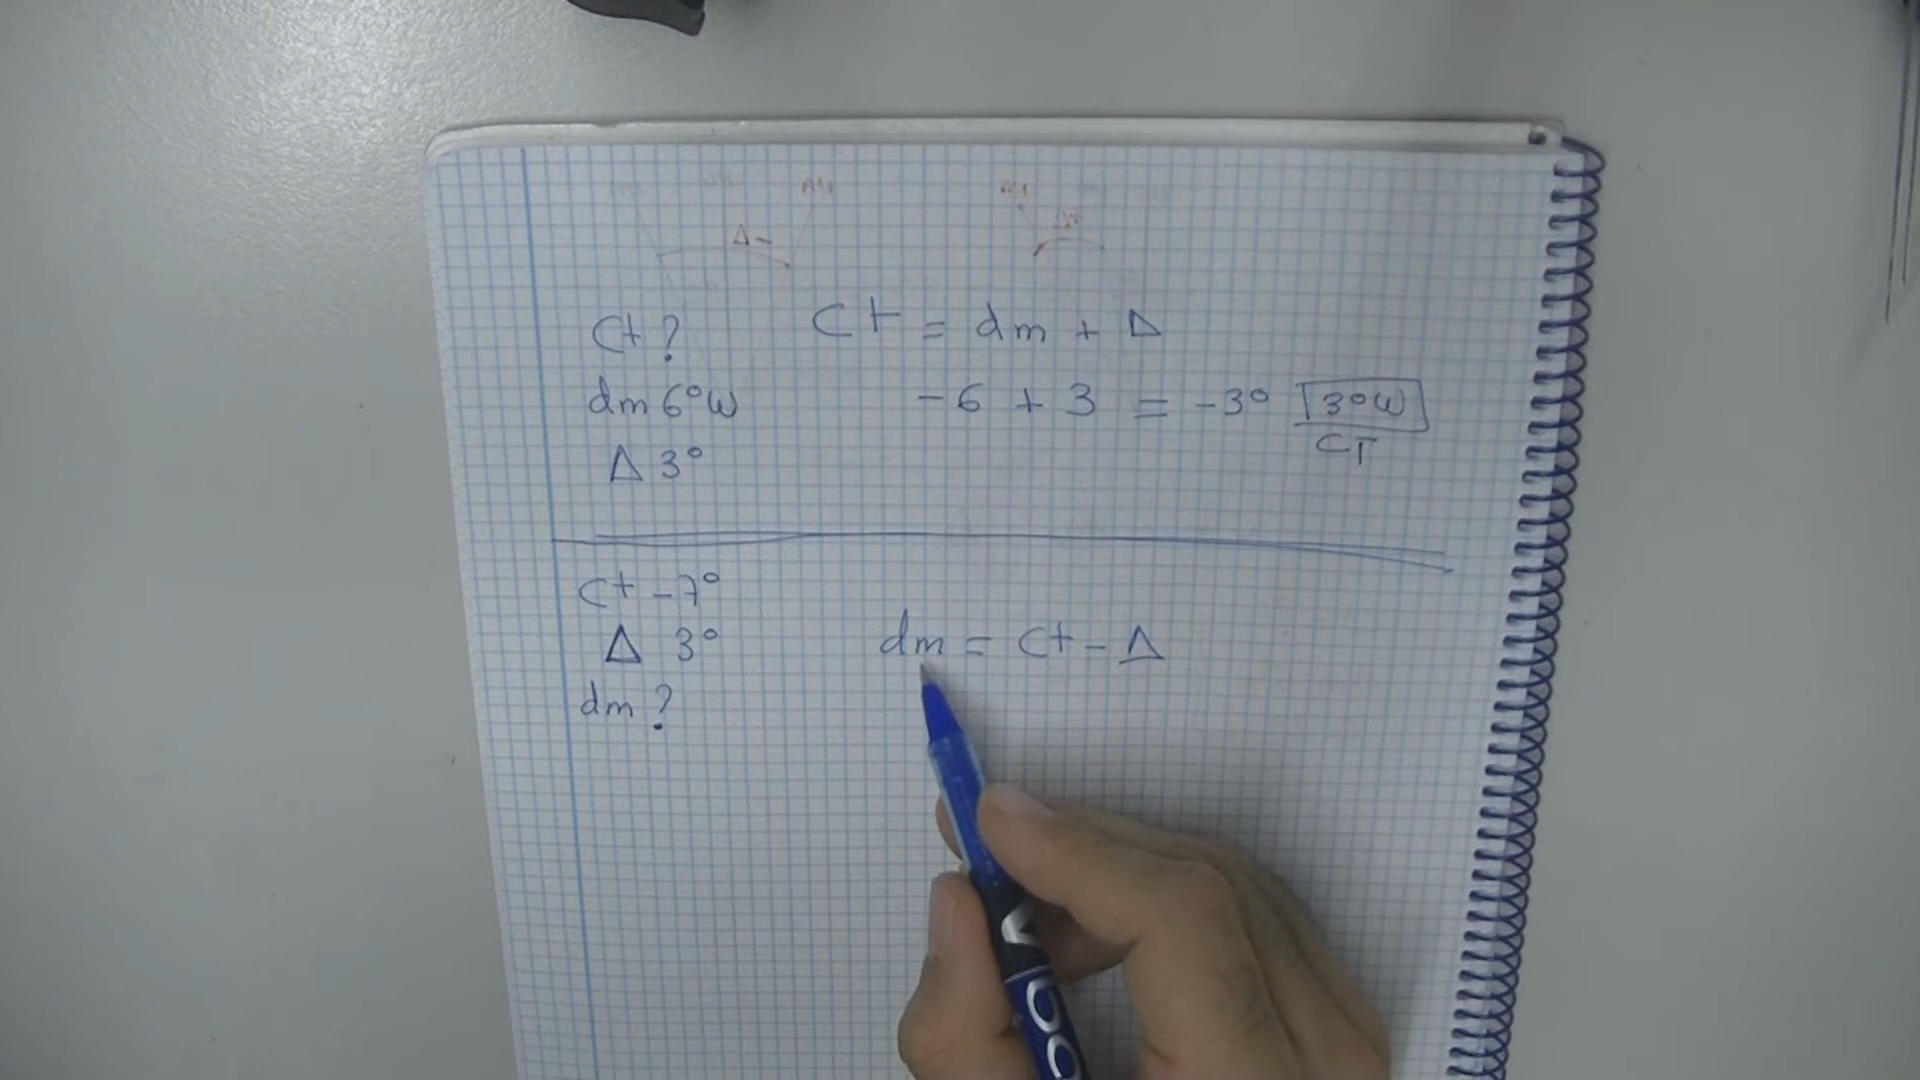 Δ -
Ct ?
Ct = dm + Δ
dm 6° W
-6 + 3 = -3° 3° W
CT
Δ 3°
Ct -7°
Δ 3°
dm = Ct - Δ
dm ?